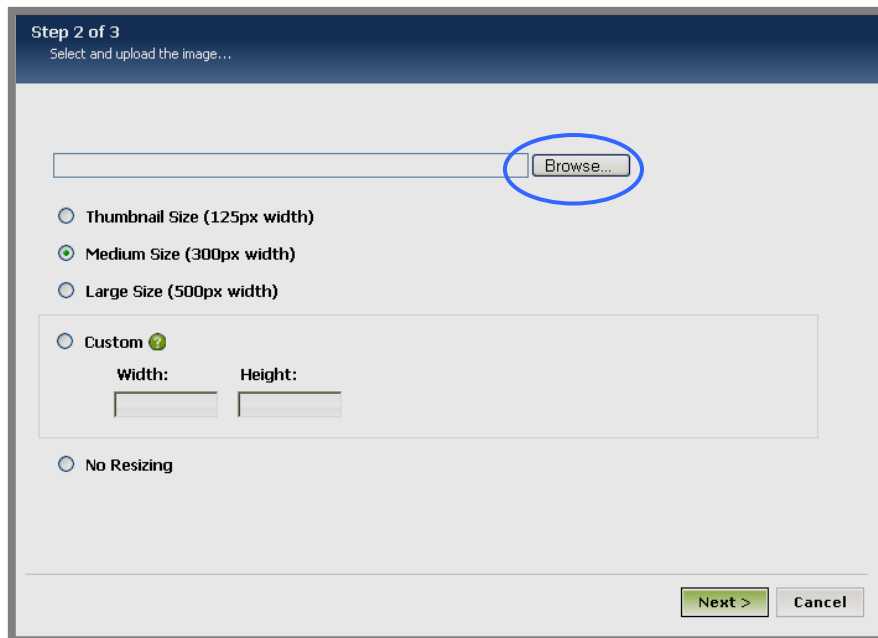 Step 2 of 3
Select and upload the image...
Browse...
Thumbnail Size (125px width)
Medium Size (300px width)
Large Size (500px width)
Custom ?
Width: Height:
No Resizing
Next > Cancel